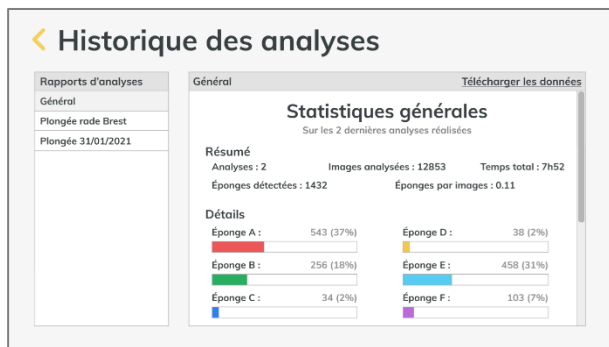 Historique des analyses
Rapports d'analyses
Général
Plongée rade Brest
Plongée 31/01/2021
Général Télécharger les données
Statistiques générales
Sur les 2 dernières analyses réalisées
Résumé
Analyses : 2 Images analysées : 12853 Temps total : 7h52
Éponges détectées : 1432 Éponges par images : 0.11
Détails
Éponge A : 543 (37%) Éponge D : 38 (2%)
Éponge B : 256 (18%) Éponge E : 458 (31%)
Éponge C : 34 (2%) Éponge F : 103 (7%)